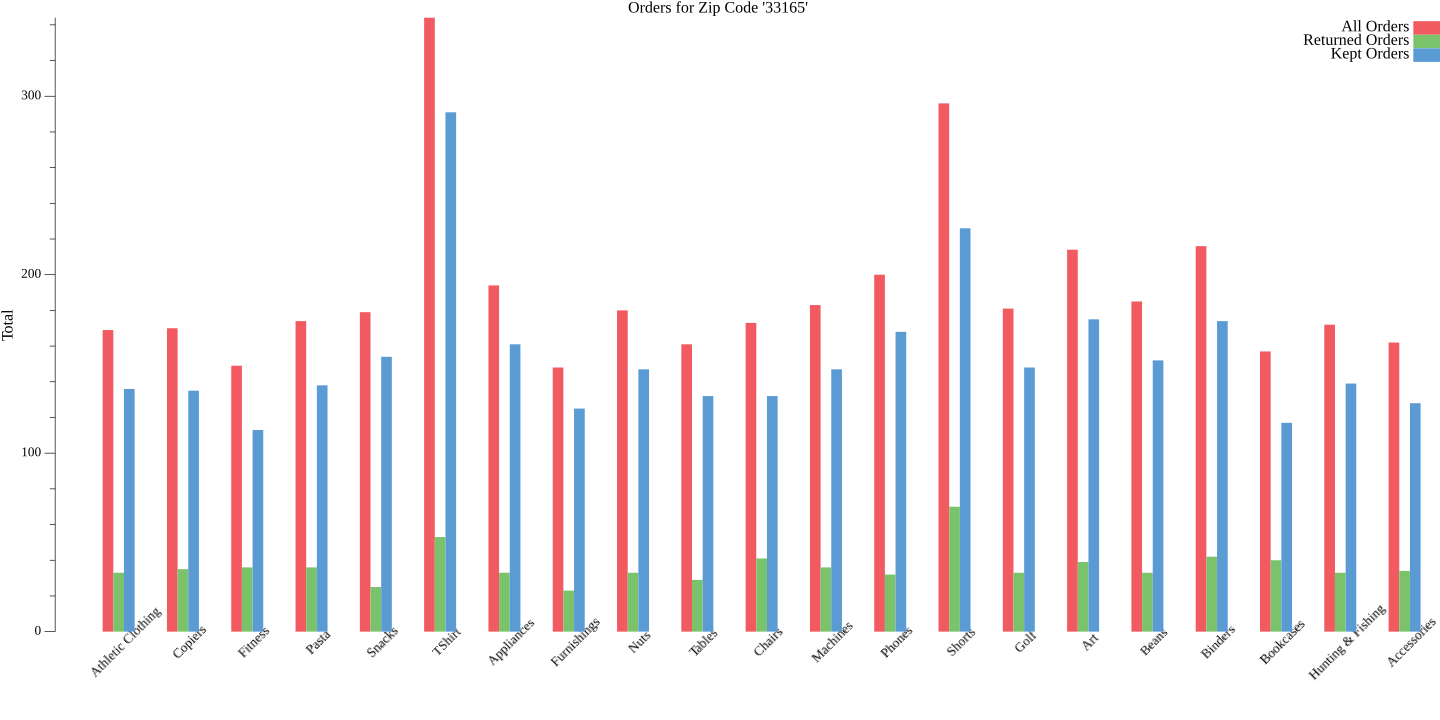 Orders for Zip Code '33165'
All Orders
Returned Orders
Kept Orders
Total
300
200
100
0
Athletic Clothing
Copiers
Fitness
Pasta
Snacks
TShirt
Appliances
Furnishings
Nuts
Tables
Chairs
Machines
Phones
Shorts
Golf
Art
Beans
Binders
Bookcases
Hunting & Fishing
Accessories